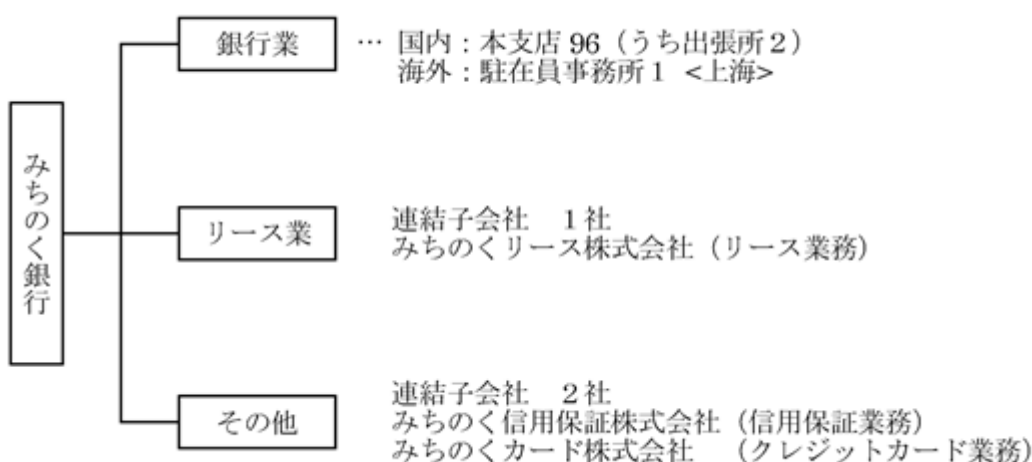 みちのく銀行
銀行業
… 国内：本支店 96（うち出張所２）
海外：駐在員事務所１ <上海>
リース業
連結子会社　１社
みちのくリース株式会社（リース業務）
その他
連結子会社　２社
みちのく信用保証株式会社（信用保証業務）
みちのくカード株式会社　（クレジットカード業務）